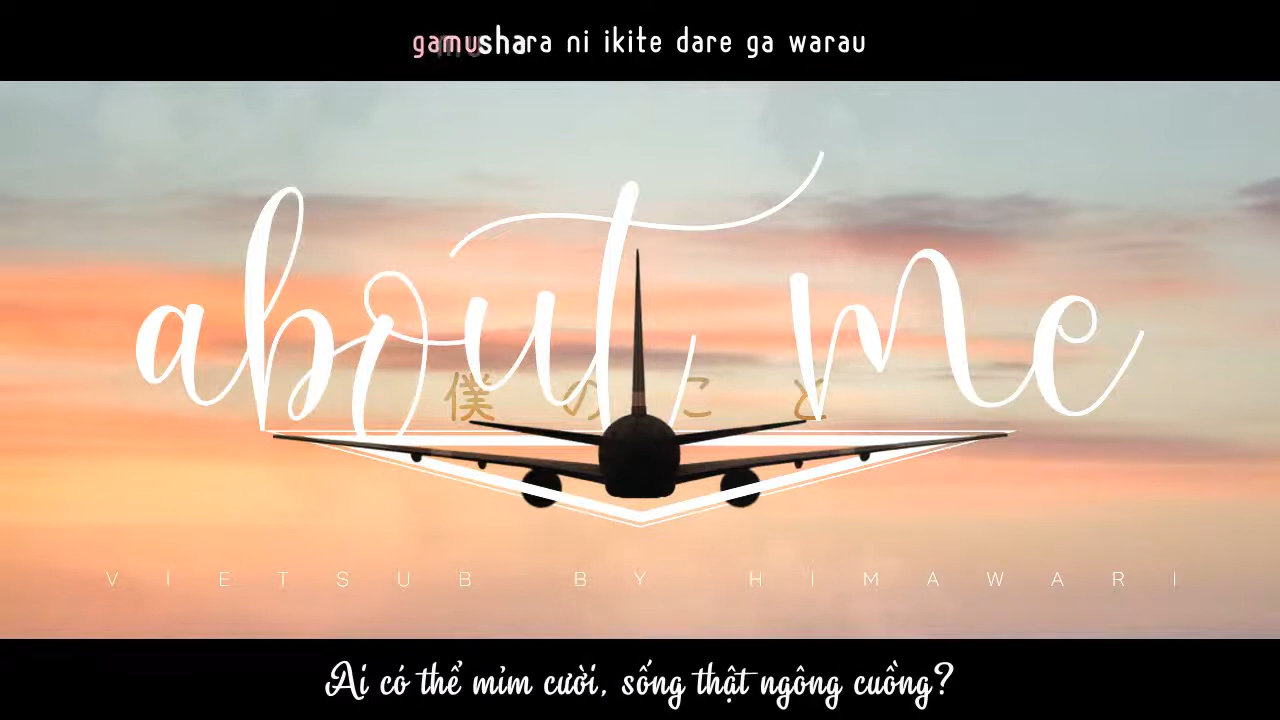 gamushara ni ikite dare ga warau
about me
僕のこと
VIETSUB BY HIMAWARI
Ai có thể mỉm cười, sống thật ngông cuồng?